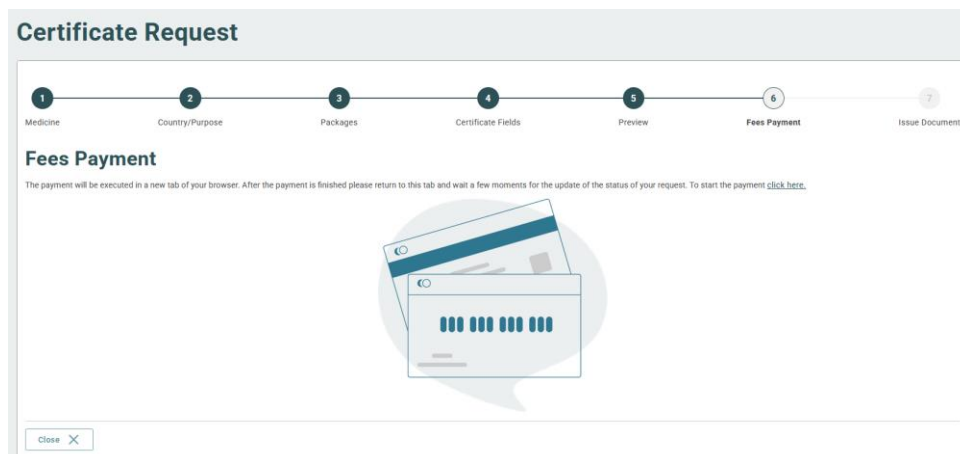 Certificate Request
1 2 3 4 5 6 7
Medicine Country/Purpose Packages Certificate Fields Preview Fees Payment Issue Document
Fees Payment
The payment will be executed in a new tab of your browser. After the payment is finished please return to this tab and wait a few moments for the update of the status of your request. To start the payment click here.
Close